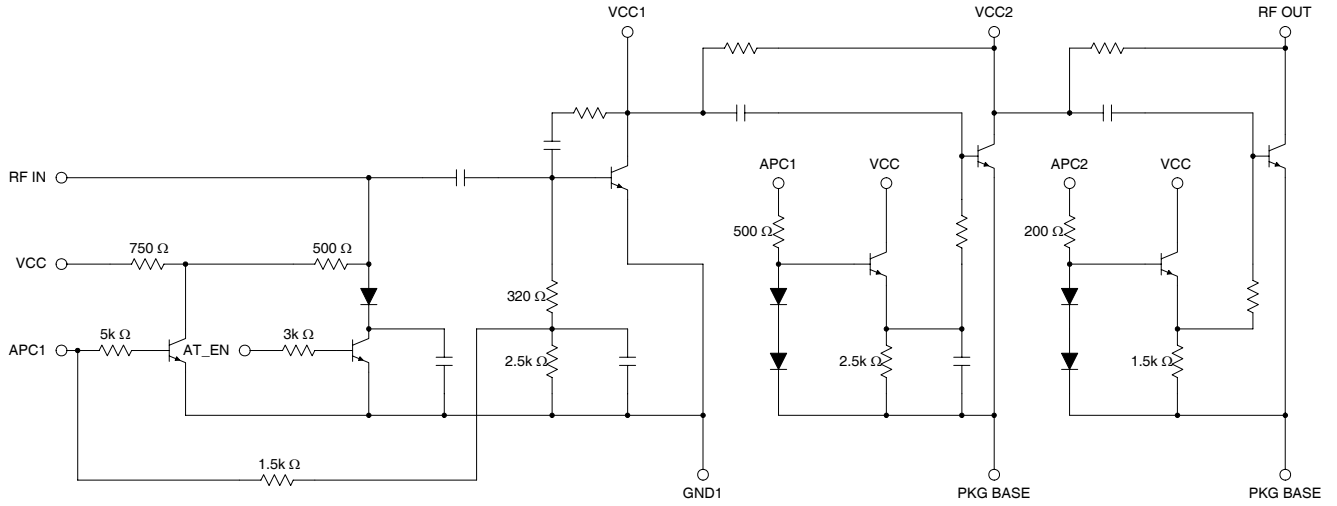 VCC1
VCC2
RF OUT
APC1
VCC
APC2
VCC
RF IN
500 Ω
200 Ω
750 Ω
500 Ω
VCC
320 Ω
5k Ω
3k Ω
APC1
AT_EN
2.5k Ω
2.5k Ω
1.5k Ω
1.5k Ω
GND1
PKG BASE
PKG BASE